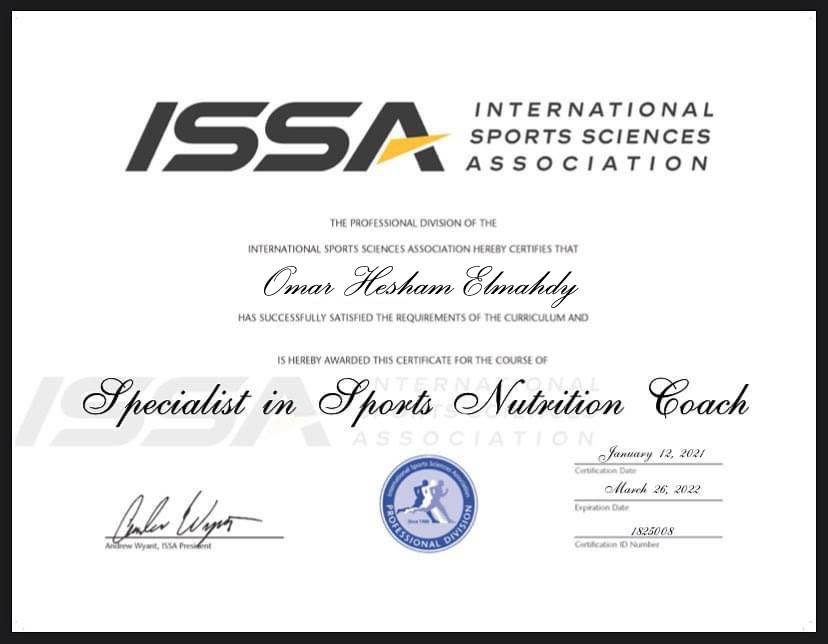 ISSA
INTERNATIONAL
SPORTS SCIENCES
ASSOCIATION
THE PROFESSIONAL DIVISION OF THE
INTERNATIONAL SPORTS SCIENCES ASSOCIATION HEREBY CERTIFIES THAT
Omar Hesham Elmahdy
HAS SUCCESSFULLY SATISFIED THE REQUIREMENTS OF THE CURRICULUM AND
IS HEREBY AWARDED THIS CERTIFICATE FOR THE COURSE OF
ISSA INTERNATIONAL
SPORTS SCIENCES
ASSOCIATION
Specialist in Sports Nutrition Coach
January 12, 2021
Certification Date
March 26, 2022
Expiration Date
1825008
Certification ID Number
International Sports Sciences Association
Since 1988
PROFESSIONAL DIVISION
Andrew Wyant, ISSA President